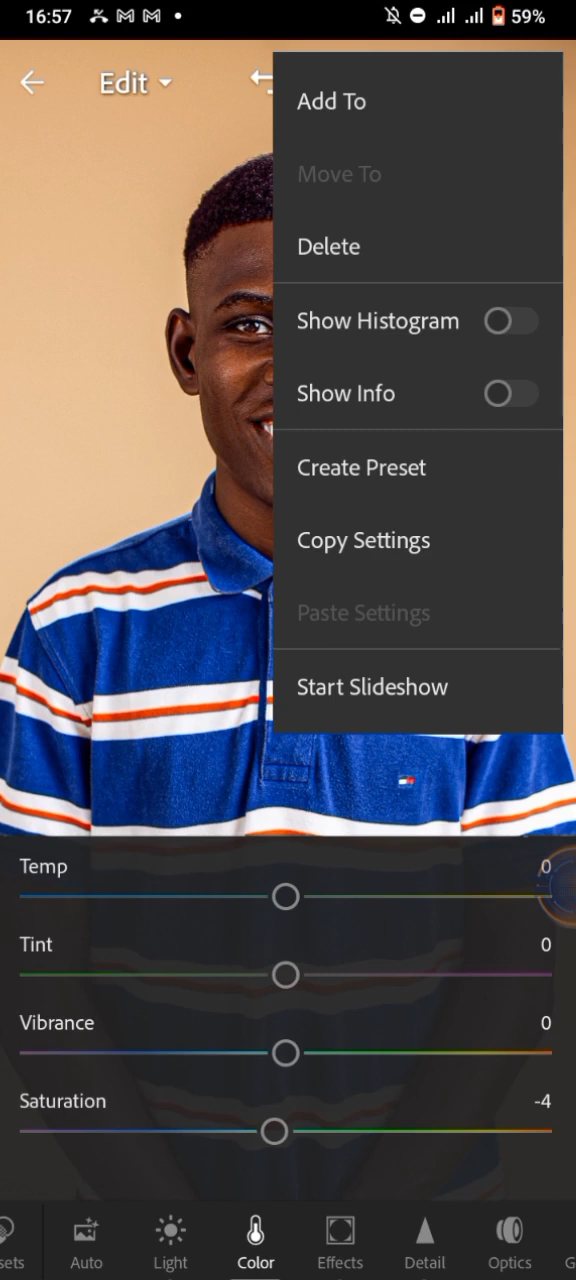 16:57
59%
Edit
Add To
Move To
Delete
Show Histogram
Show Info
Create Preset
Copy Settings
Paste Settings
Start Slideshow
Temp 0
Tint 0
Vibrance 0
Saturation -4
sets Auto Light Color Effects Detail Optics G